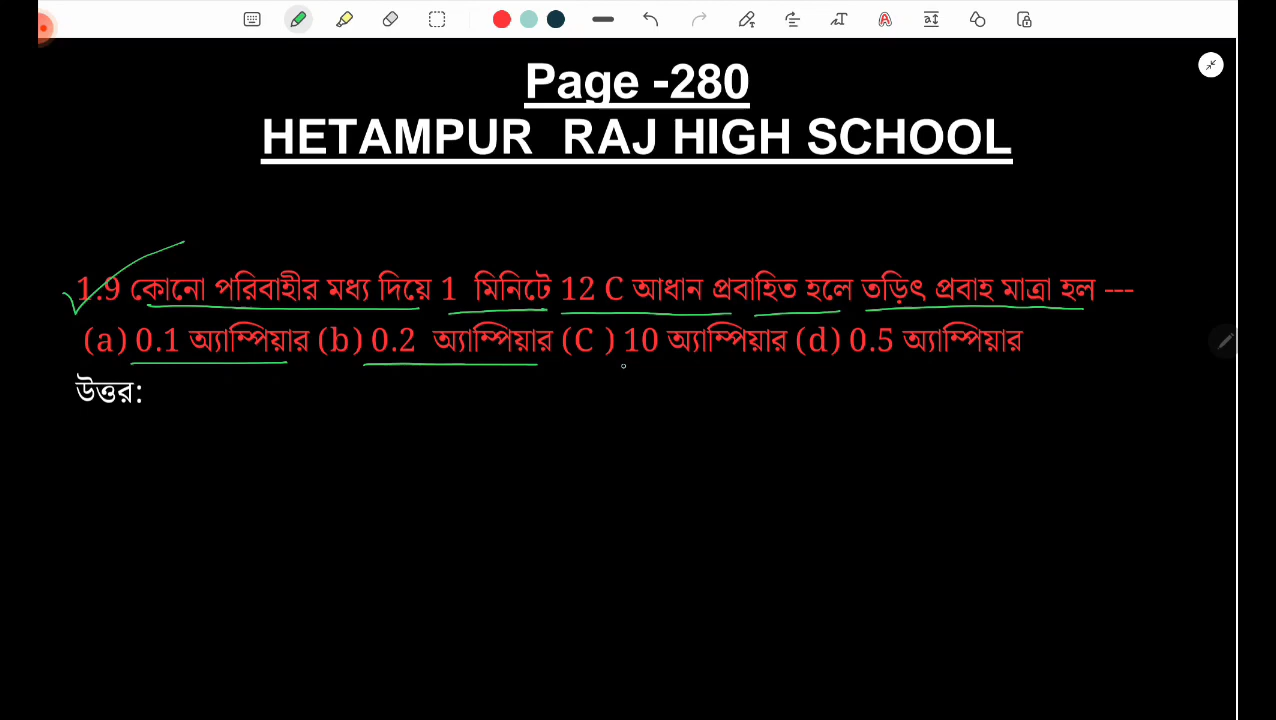 Page -280
HETAMPUR RAJ HIGH SCHOOL
1.9 কোনো পরিবাহীর মধ্য দিয়ে 1 মিনিটে 12 C আধান প্রবাহিত হলে তড়িৎ প্রবাহ মাত্রা হল ---
(a) 0.1 অ্যাম্পিয়ার (b) 0.2 অ্যাম্পিয়ার (C ) 10 অ্যাম্পিয়ার (d) 0.5 অ্যাম্পিয়ার
উত্তর: